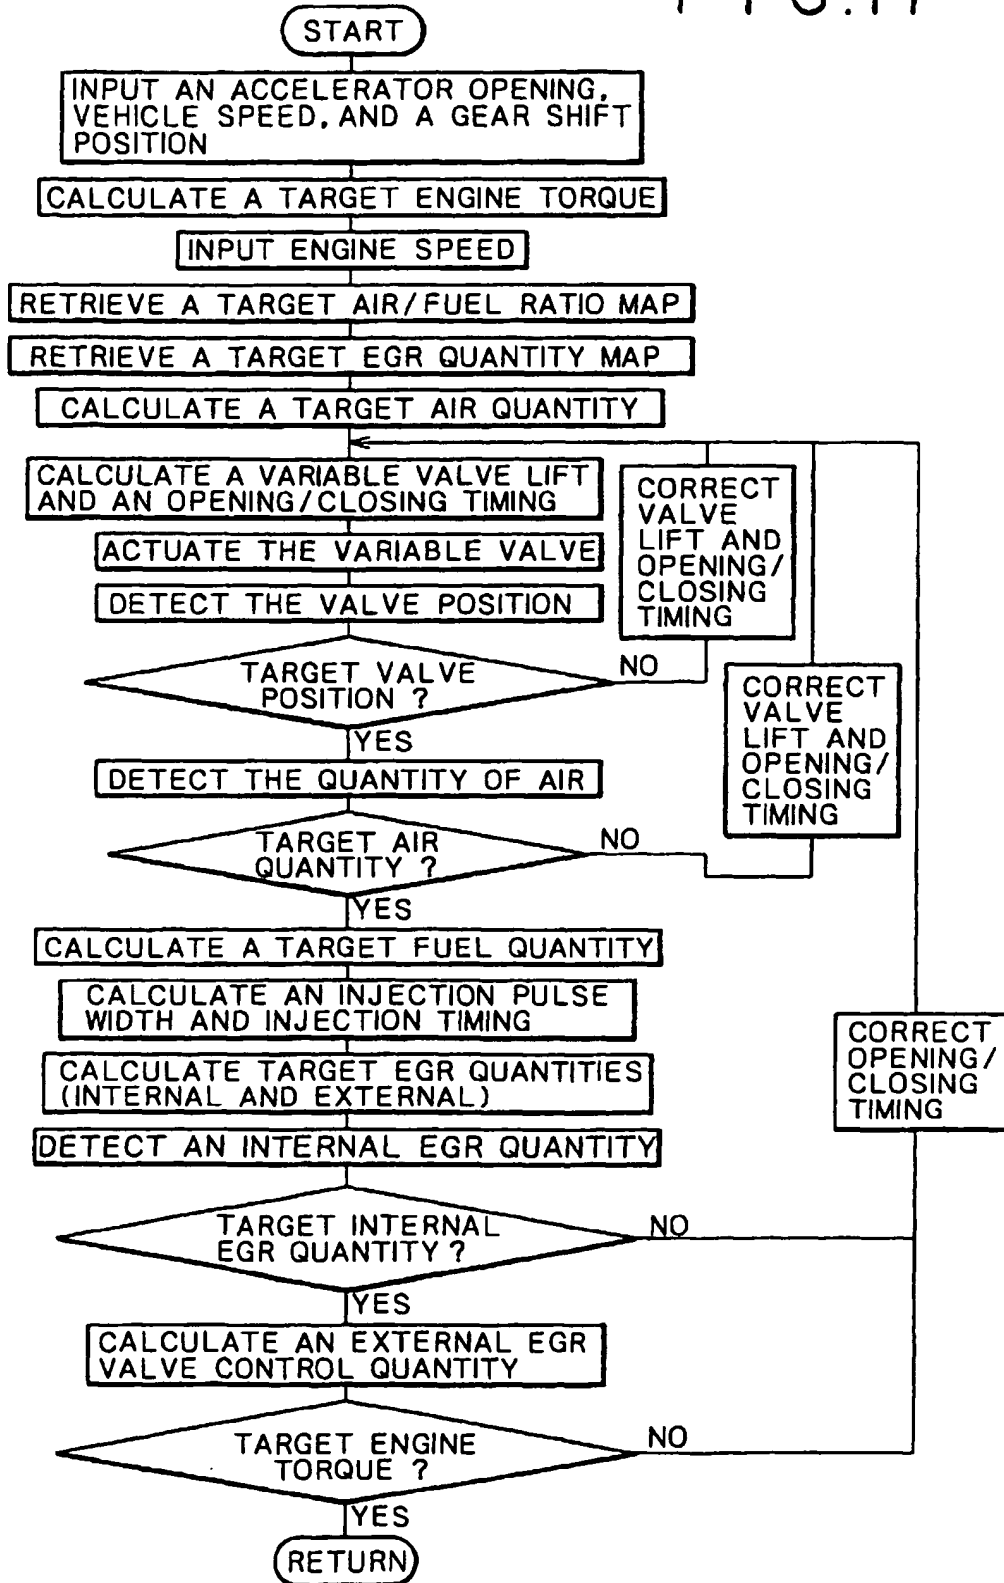 FIG.17
START
INPUT AN ACCELERATOR OPENING,
VEHICLE SPEED, AND A GEAR SHIFT
POSITION
CALCULATE A TARGET ENGINE TORQUE
INPUT ENGINE SPEED
RETRIEVE A TARGET AIR/FUEL RATIO MAP
RETRIEVE A TARGET EGR QUANTITY MAP
CALCULATE A TARGET AIR QUANTITY
CALCULATE A VARIABLE VALVE LIFT
AND AN OPENING/CLOSING TIMING
ACTUATE THE VARIABLE VALVE
DETECT THE VALVE POSITION
TARGET VALVE
POSITION ?
NO
CORRECT
VALVE
LIFT AND
OPENING/
CLOSING
TIMING
YES
DETECT THE QUANTITY OF AIR
TARGET AIR
QUANTITY ?
NO
CORRECT
VALVE
LIFT AND
OPENING/
CLOSING
TIMING
YES
CALCULATE A TARGET FUEL QUANTITY
CALCULATE AN INJECTION PULSE
WIDTH AND INJECTION TIMING
CALCULATE TARGET EGR QUANTITIES
(INTERNAL AND EXTERNAL)
DETECT AN INTERNAL EGR QUANTITY
TARGET INTERNAL
EGR QUANTITY ?
NO
CORRECT
OPENING/
CLOSING
TIMING
YES
CALCULATE AN EXTERNAL EGR
VALVE CONTROL QUANTITY
TARGET ENGINE
TORQUE ?
NO
YES
RETURN